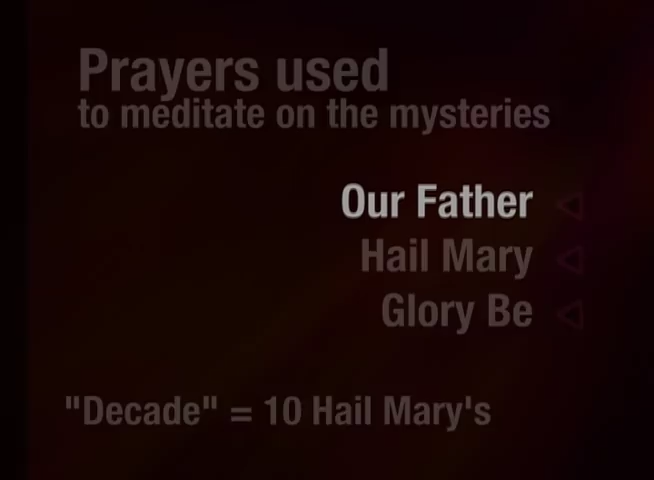 Prayers used
to meditate on the mysteries
Our Father
Hail Mary
Glory Be
"Decade" = 10 Hail Mary's